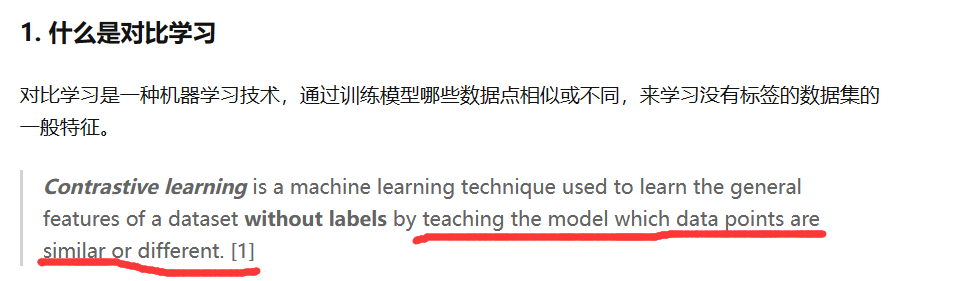 1. 什么是对比学习
对比学习是一种机器学习技术，通过训练模型哪些数据点相似或不同，来学习没有标签的数据集的
一般特征。
Contrastive learning is a machine learning technique used to learn the general
features of a dataset without labels by teaching the model which data points are
similar or different. [1]